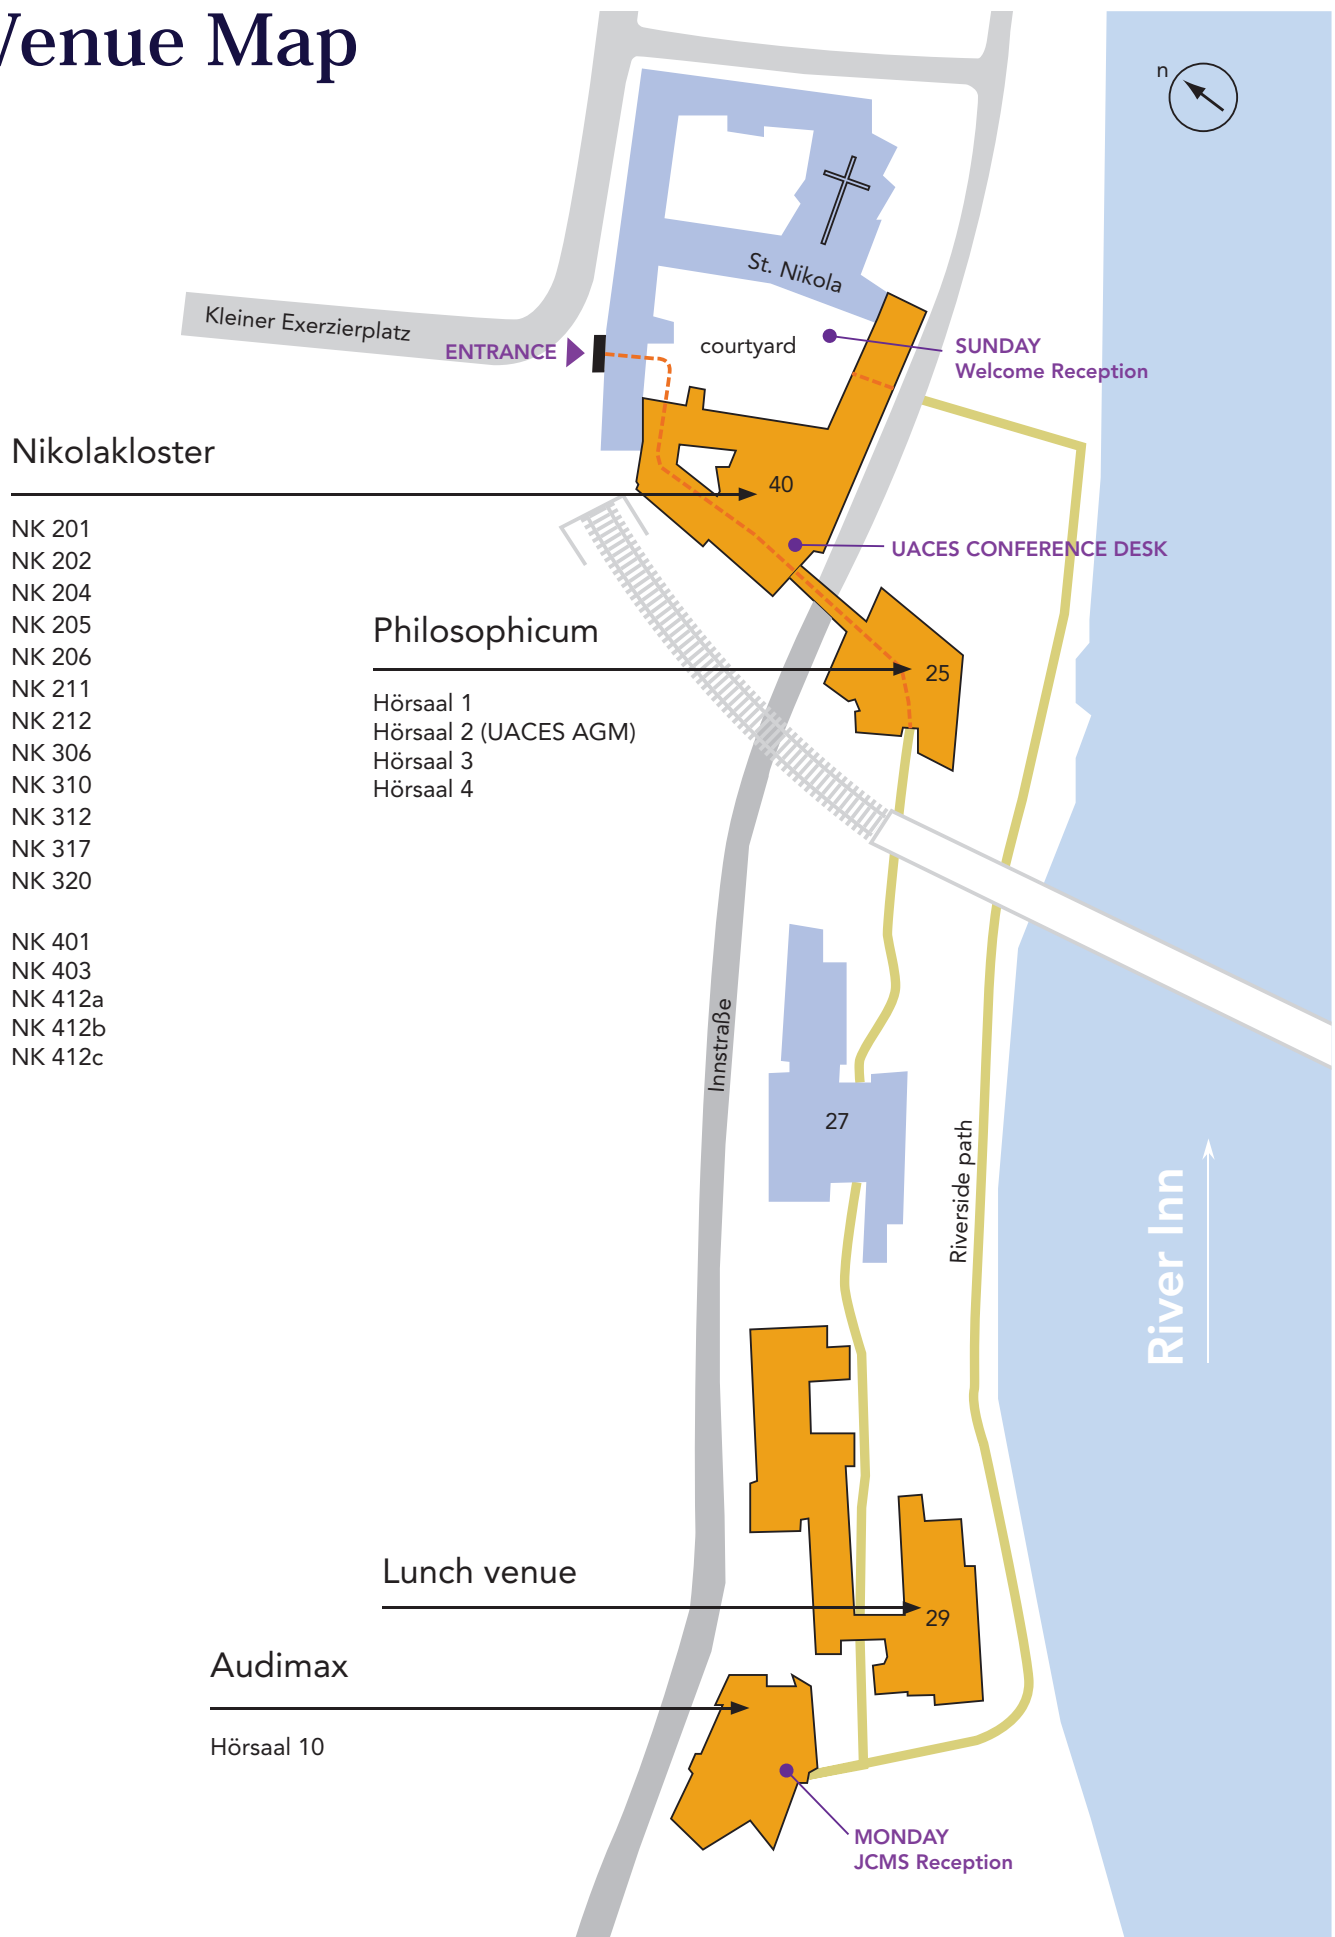 Venue Map
n
St. Nikola
Kleiner Exerzierplatz
ENTRANCE
courtyard
SUNDAY
Welcome Reception
Nikolakloster
40
NK 201
NK 202
NK 204
NK 205
NK 206
NK 211
NK 212
NK 306
NK 310
NK 312
NK 317
NK 320
NK 401
NK 403
NK 412a
NK 412b
NK 412c
UACES CONFERENCE DESK
Philosophicum
25
Hörsaal 1
Hörsaal 2 (UACES AGM)
Hörsaal 3
Hörsaal 4
Innstraße
27
Riverside path
River Inn
Lunch venue
29
Audimax
Hörsaal 10
MONDAY
JCMS Reception